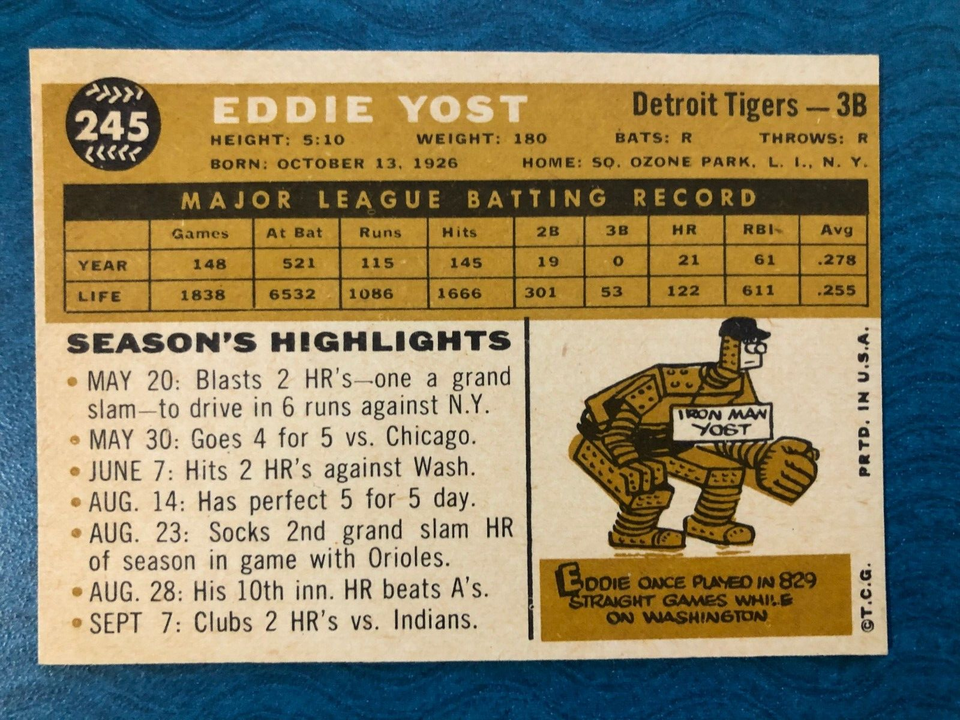 245
EDDIE YOST
Detroit Tigers — 3B
HEIGHT: 5:10 WEIGHT: 180 BATS: R THROWS: R
BORN: OCTOBER 13, 1926 HOME: SO. OZONE PARK, L. I., N. Y.
MAJOR LEAGUE BATTING RECORD
Games At Bat Runs Hits 2B 3B HR RBI Avg
YEAR 148 521 115 145 19 0 21 61 .278
LIFE 1838 6532 1086 1666 301 53 122 611 .255
SEASON'S HIGHLIGHTS
• MAY 20: Blasts 2 HR's—one a grand
slam—to drive in 6 runs against N.Y.
• MAY 30: Goes 4 for 5 vs. Chicago.
• JUNE 7: Hits 2 HR's against Wash.
• AUG. 14: Has perfect 5 for 5 day.
• AUG. 23: Socks 2nd grand slam HR
of season in game with Orioles.
• AUG. 28: His 10th inn. HR beats A's.
• SEPT 7: Clubs 2 HR's vs. Indians.
IRON MAN
YOST
EDDIE ONCE PLAYED IN 829
STRAIGHT GAMES WHILE
ON WASHINGTON
PRTD. IN U.S.A.
©T.C.G.